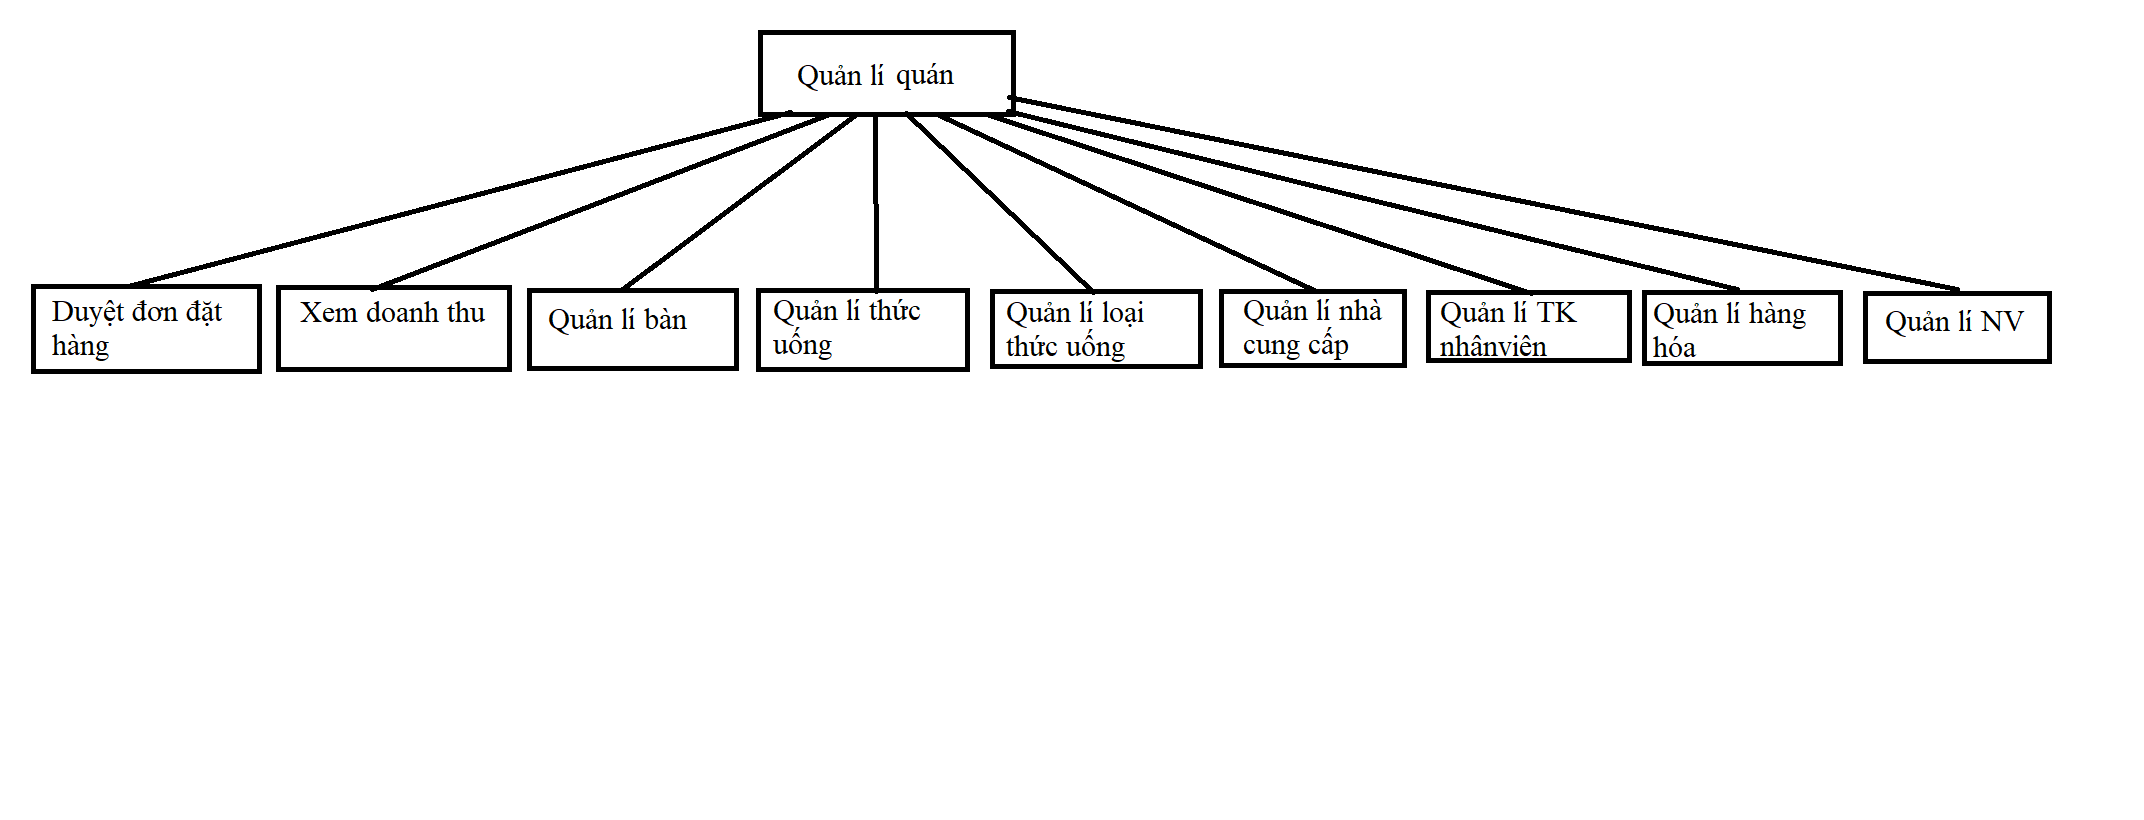 Quản lí quán
Duyệt đơn đặt
hàng
Xem doanh thu
Quản lí bàn
Quản lí thức
uống
Quản lí loại
thức uống
Quản lí nhà
cung cấp
Quản lí TK
nhânviên
Quản lí hàng
hóa
Quản lí NV